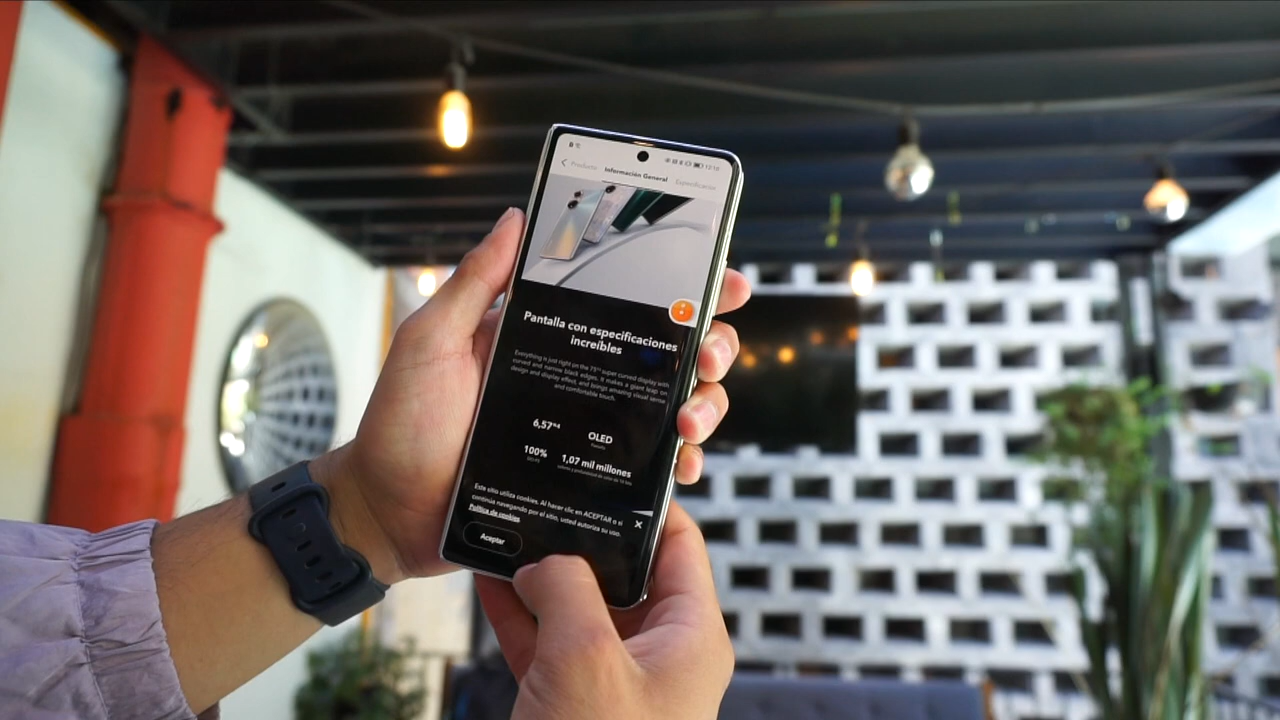 Producto Información General Especificacion
Pantalla con especificaciones
increíbles
Everything is just right on the 75° super curved display with
curved and narrow black edges. It makes a giant leap on
design and display effect, and brings amazing visual sense
and comfortable touch.
6,57"
OLED
Pantalla
100%
1,07 mil millones
Este sitio utiliza cookies. Al hacer clic en ACEPTAR o si
continúa navegando por el sitio, usted autoriza su uso.
Política de cookies.
Aceptar